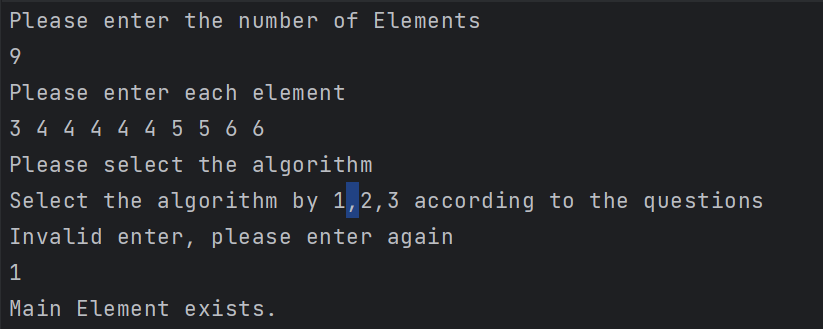 Please enter the number of Elements
9
Please enter each element
3 4 4 4 4 4 5 5 6 6
Please select the algorithm
Select the algorithm by 1,2,3 according to the questions
Invalid enter, please enter again
1
Main Element exists.